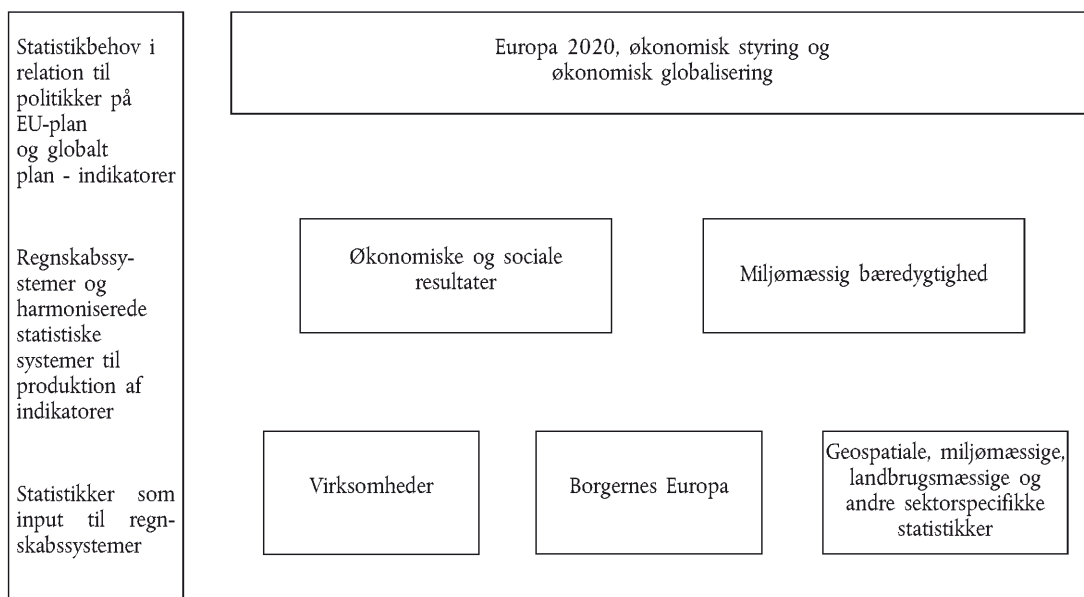 Statistikbehov i
relation til
politikker på
EU-plan
og globalt
plan - indikatorer
Europa 2020, økonomisk styring og
økonomisk globalisering
Regnskabssy-
stemer og
harmoniserede
statistiske
systemer til
produktion af
indikatorer
Økonomiske og sociale
resultater
Miljømæssig bæredygtighed
Statistikker som
input til regn-
skabssystemer
Virksomheder
Borgernes Europa
Geospatiale, miljømæssige,
landbrugsmæssige og
andre sektorspecifikke
statistikker